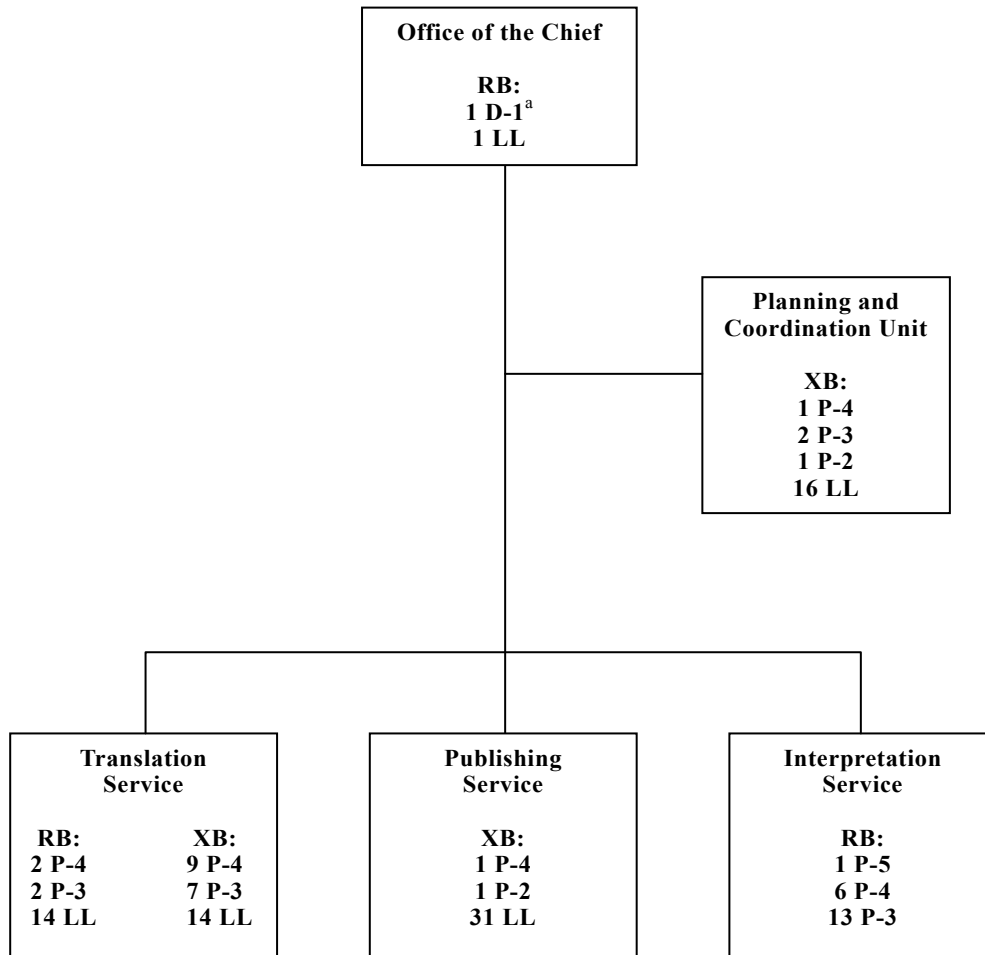 Office of the Chief
RB:
1 D-1a
1 LL
Planning and
Coordination Unit
XB:
1 P-4
2 P-3
1 P-2
16 LL
Translation
Service
RB:
2 P-4
2 P-3
14 LL
XB:
9 P-4
7 P-3
14 LL
Publishing
Service
XB:
1 P-4
1 P-2
31 LL
Interpretation
Service
RB:
1 P-5
6 P-4
13 P-3